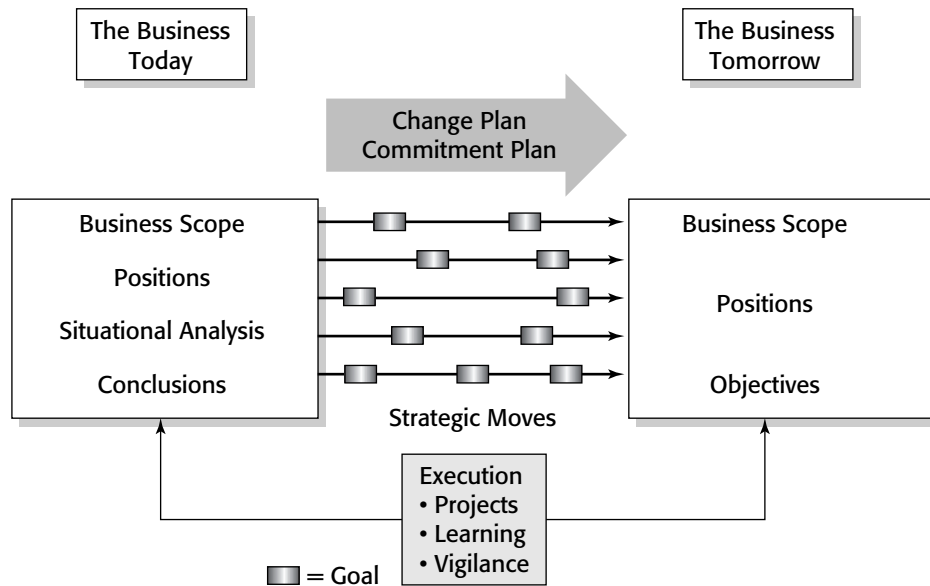 The Business
Today
The Business
Tomorrow
Change Plan
Commitment Plan
Business Scope
Positions
Situational Analysis
Conclusions
Business Scope
Positions
Objectives
Strategic Moves
Execution
• Projects
• Learning
• Vigilance
= Goal